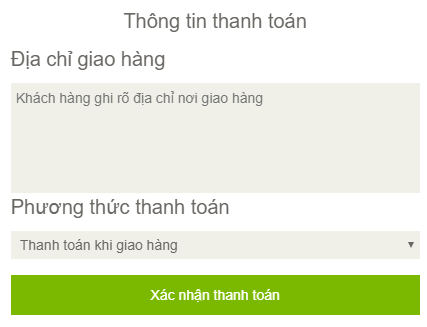 Thông tin thanh toán
Địa chỉ giao hàng
Khách hàng ghi rõ địa chỉ nơi giao hàng
Phương thức thanh toán
Thanh toán khi giao hàng
Xác nhận thanh toán